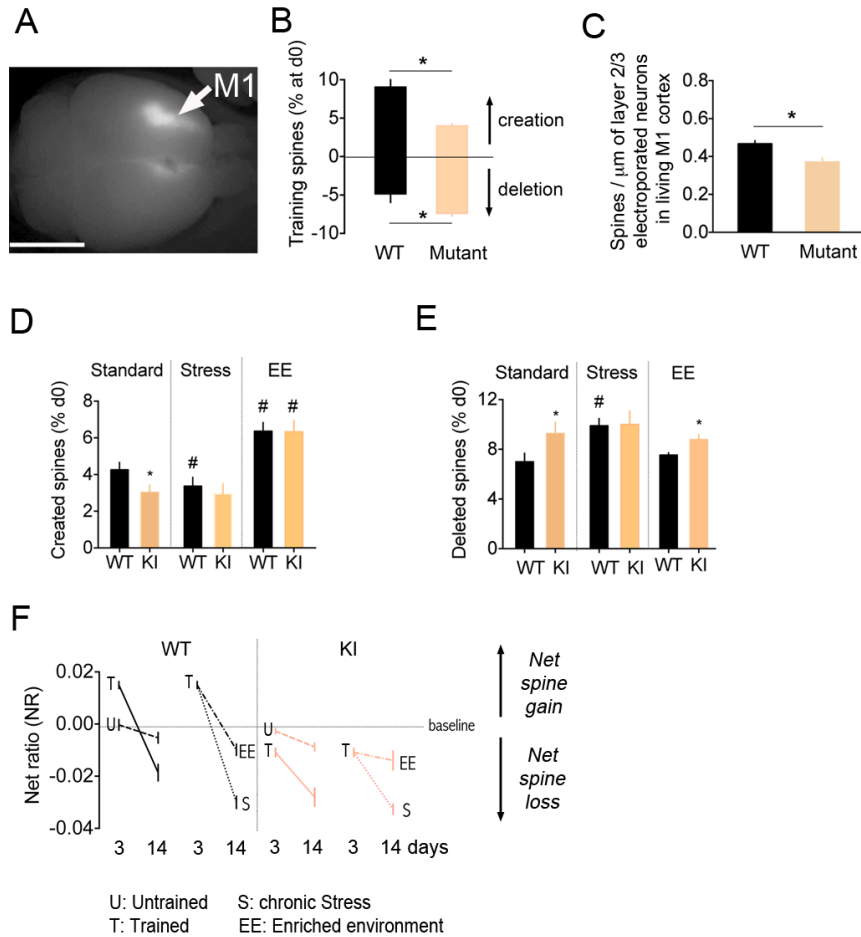 A
M1
B
Training spines (% at d0)
10
5
0
-5
-10
*
*
creation
deletion
WT Mutant
C
Spines / μm of layer 2/3
electroporated neurons
in living M1 cortex
0.8
0.6
0.4
0.2
0.0
*
WT Mutant
D
Standard Stress EE
Created spines (% d0)
8
6
4
2
0
*
#
# #
WT KI WT KI WT KI
E
Standard Stress EE
Deleted spines (% d0)
12
8
4
0
*
#
*
WT KI WT KI WT KI
F
WT KI
Net ratio (NR)
0.02
0.00
-0.02
-0.04
T
U
T
EE
S
U
T
T
EE
S
baseline
3 14 3 14 3 14 3 14 days
Net
spine
gain
Net
spine
loss
U: Untrained S: chronic Stress
T: Trained EE: Enriched environment